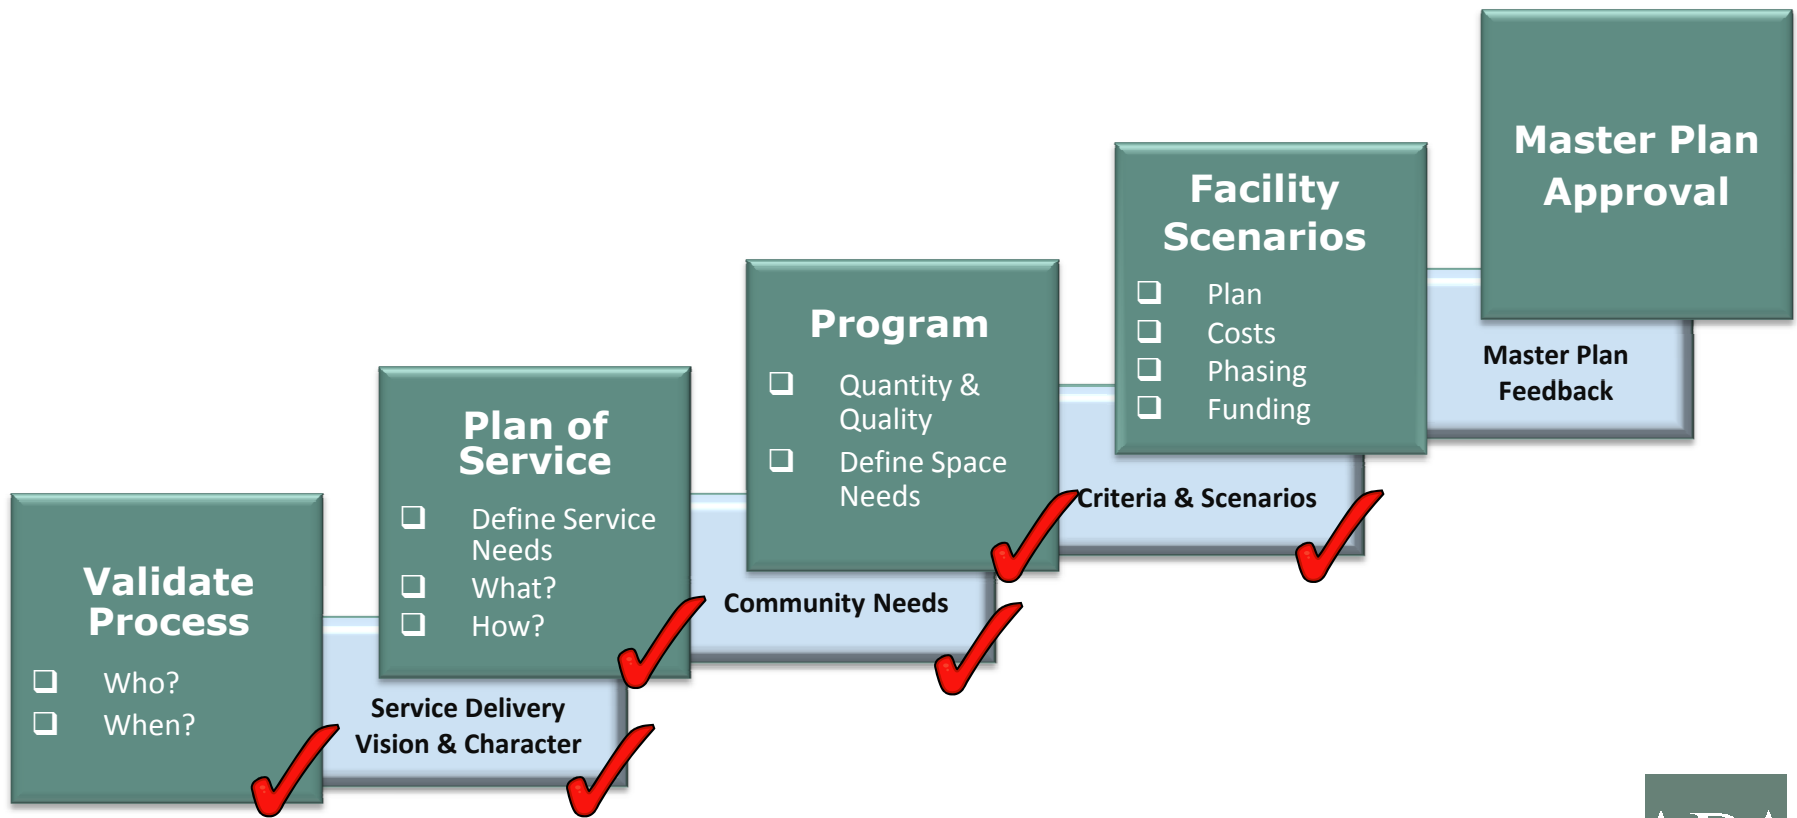 Validate
Process
❑ Who?
❑ When?
Service Delivery
Vision & Character
Plan of
Service
❑ Define Service
Needs
❑ What?
❑ How?
Community Needs
Program
❑ Quantity &
Quality
❑ Define Space
Needs
Criteria & Scenarios
Facility
Scenarios
❑ Plan
❑ Costs
❑ Phasing
❑ Funding
Master Plan
Feedback
Master Plan
Approval